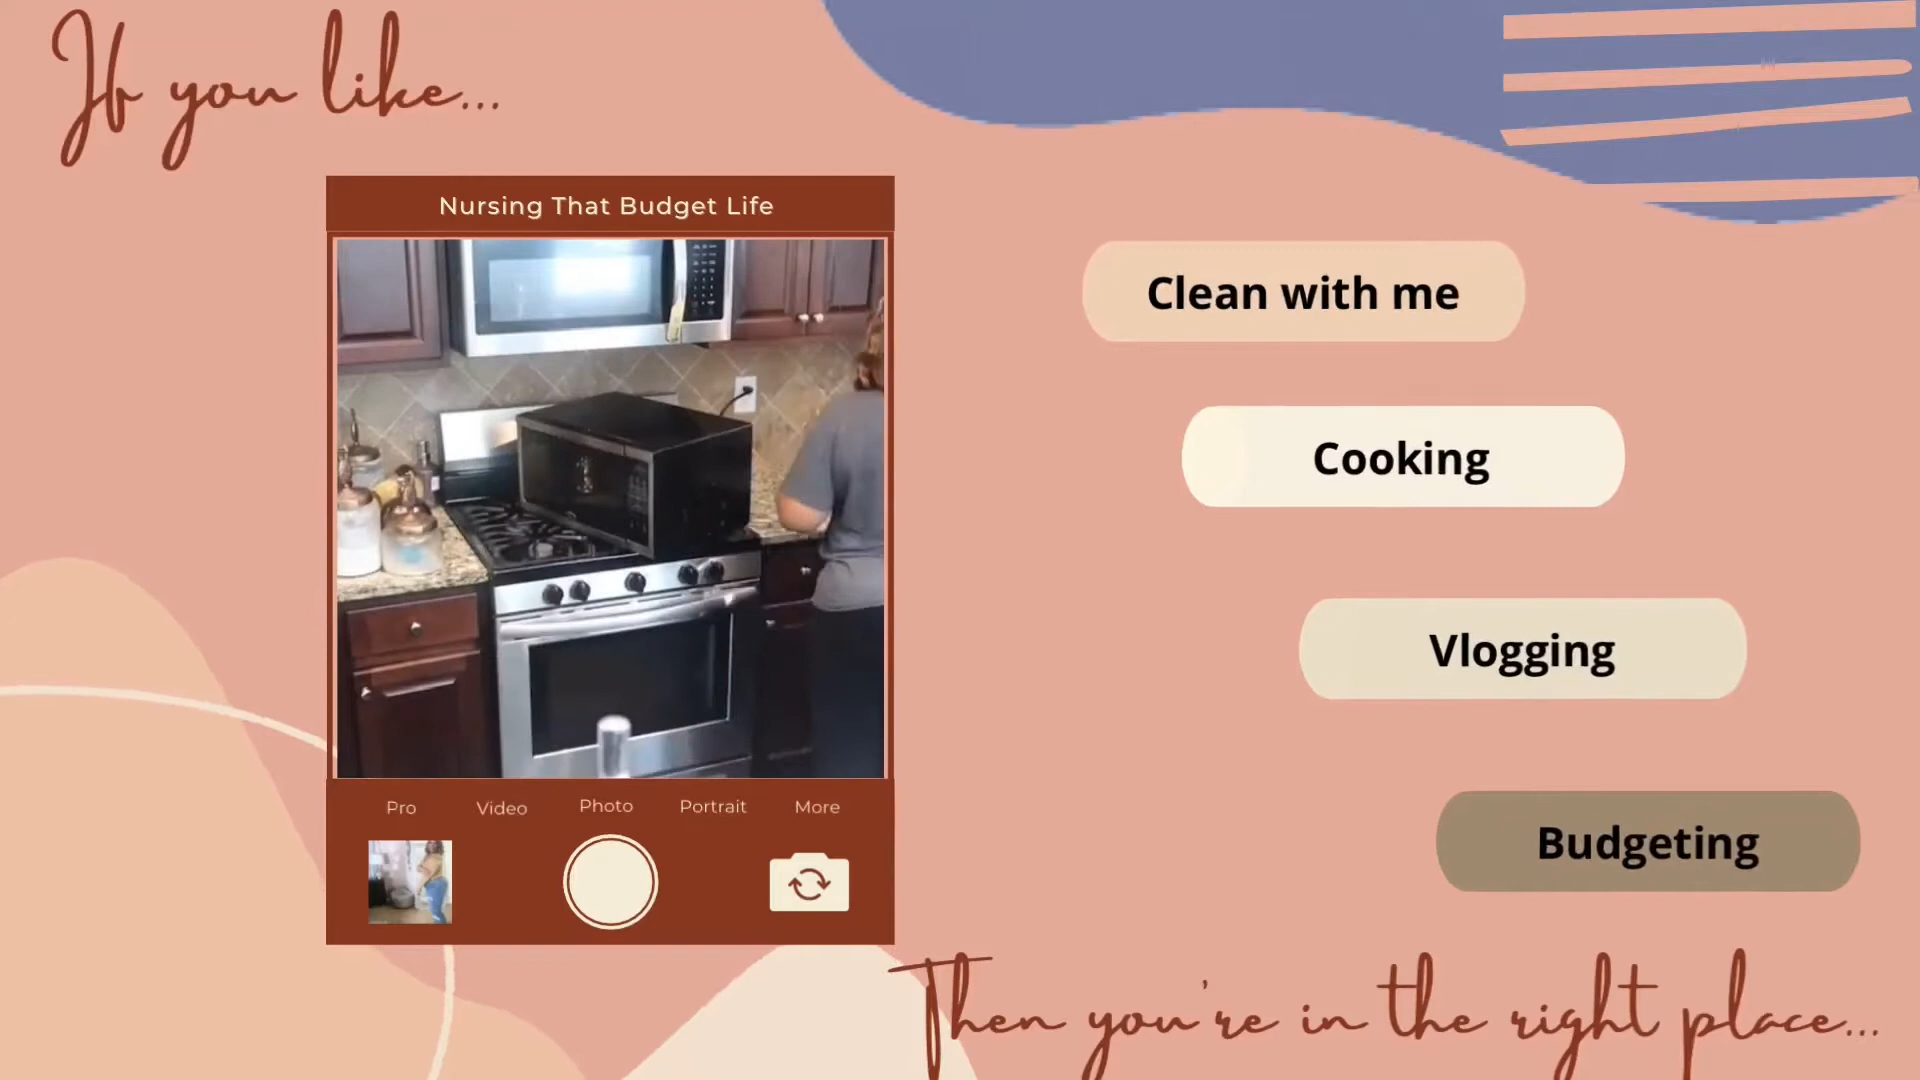 If you like...
Nursing That Budget Life
Clean with me
Cooking
Vlogging
Budgeting
Pro Video Photo Portrait More
Then you're in the right place...